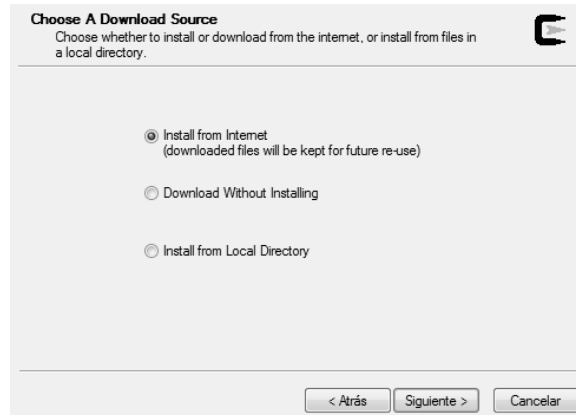 Choose A Download Source
Choose whether to install or download from the internet, or install from files in
a local directory.
Install from Internet
(downloaded files will be kept for future re-use)
Download Without Installing
Install from Local Directory
< Atrás Siguiente > Cancelar